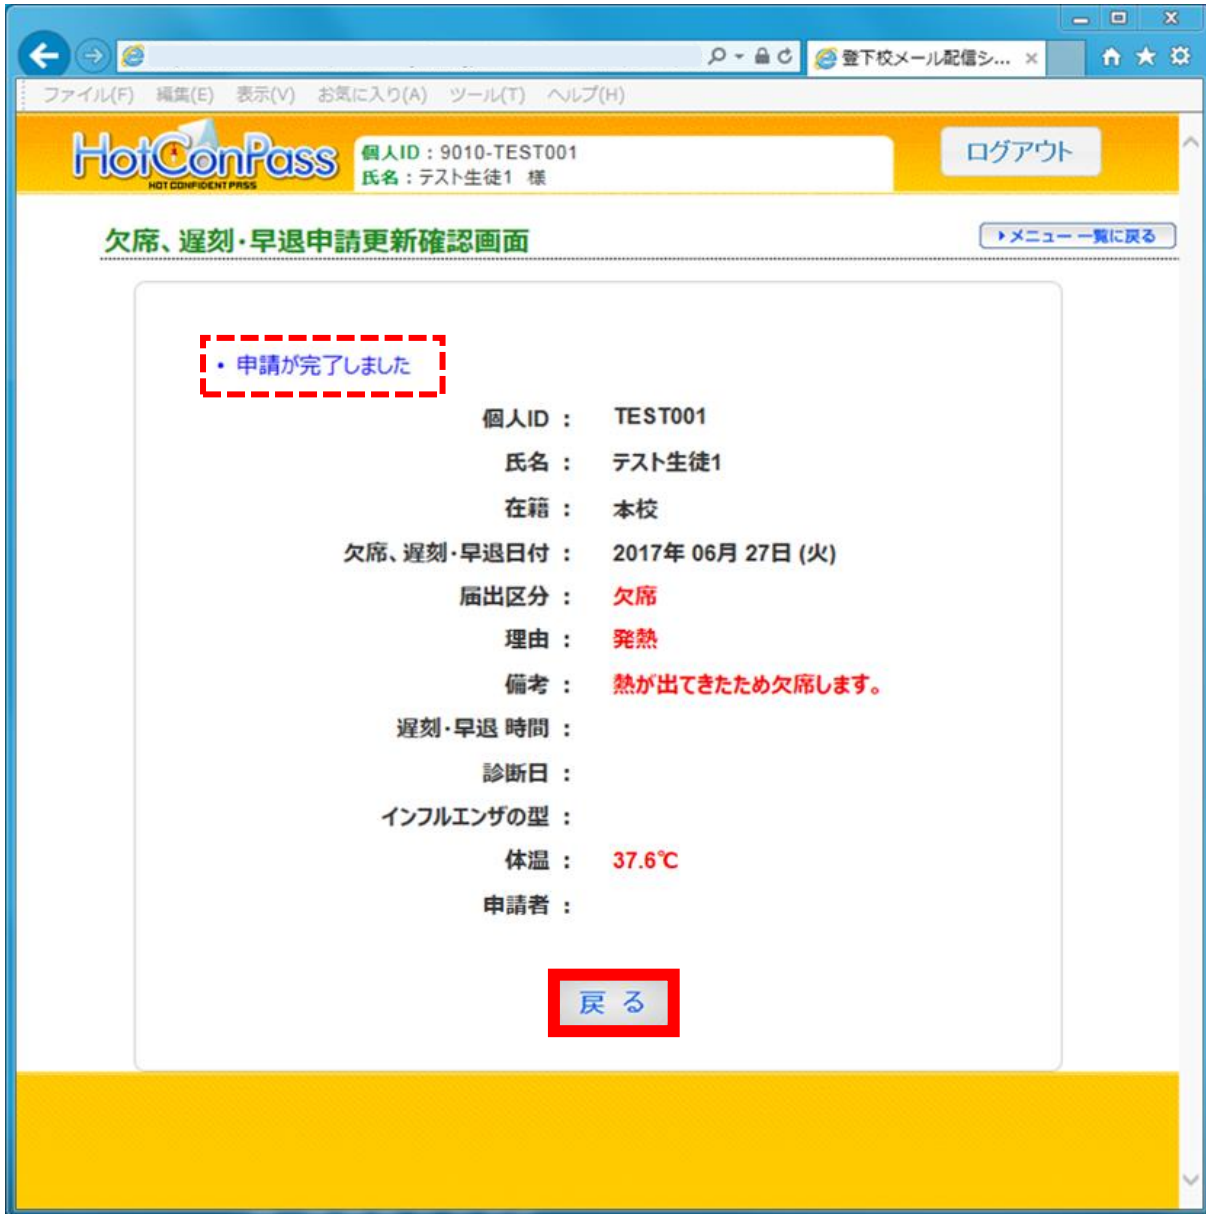 登下校メール配信シ...
ファイル(F) 編集(E) 表示(V) お気に入り(A) ツール(T) ヘルプ(H)
HotConPass
HOT CONFIDENT PASS
個人ID：9010-TEST001
氏名：テスト生徒1 様
ログアウト
欠席、遅刻・早退申請更新確認画面
メニュー 一覧に戻る
・ 申請が完了しました
個人ID ： TEST001
氏名 ： テスト生徒1
在籍 ： 本校
欠席、遅刻・早退日付 ： 2017年 06月 27日 (火)
届出区分 ： 欠席
理由 ： 発熱
備考 ： 熱が出てきたため欠席します。
遅刻・早退 時間 ：
診断日 ：
インフルエンザの型 ：
体温 ： 37.6℃
申請者 ：
戻 る